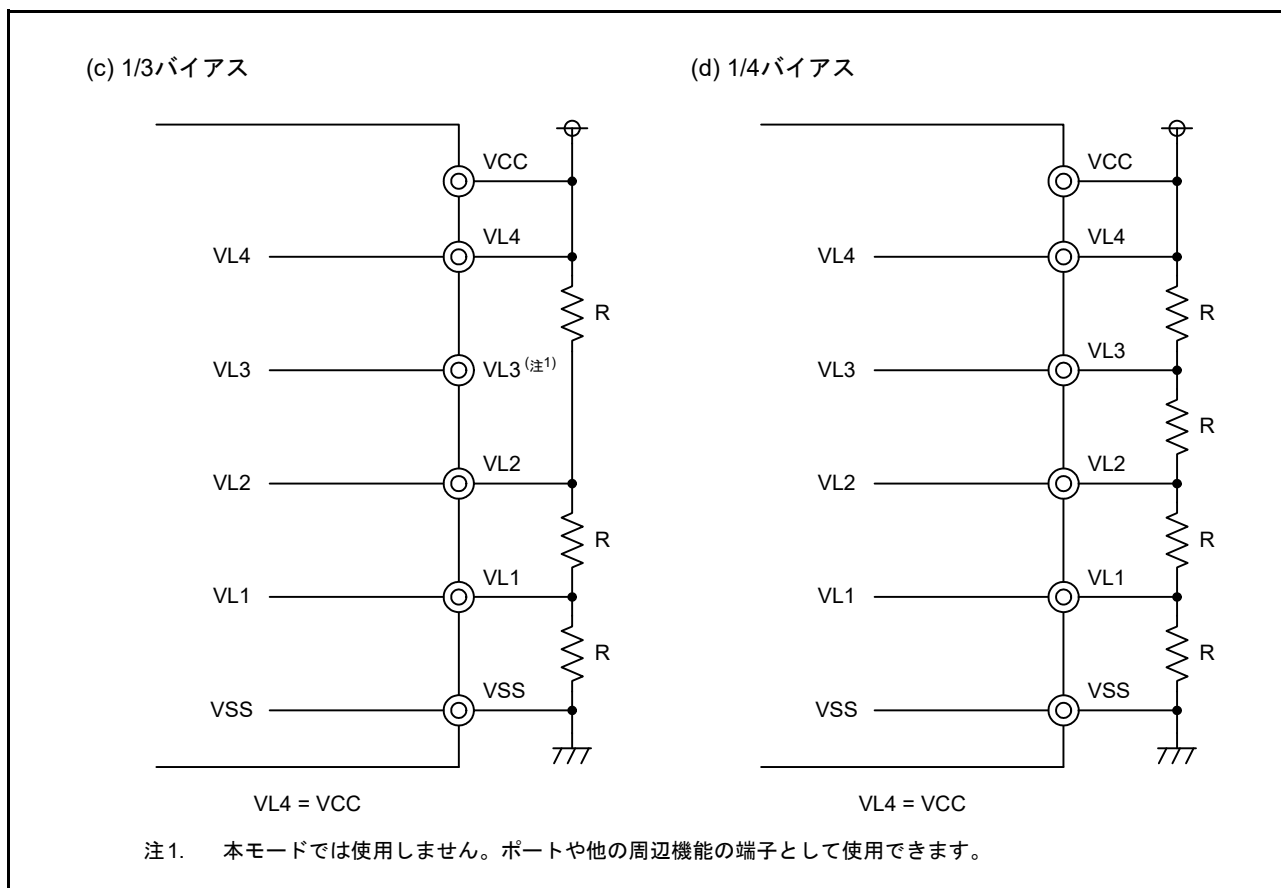 (c) 1/3バイアス
VCC
VL4
VL4
R
VL3
VL3(注1)
VL2
VL2
R
VL1
VL1
R
VSS
VSS
VL4 = VCC
(d) 1/4バイアス
VCC
VL4
VL4
R
VL3
VL3
R
VL2
VL2
R
VL1
VL1
R
VSS
VSS
VL4 = VCC
注1. 本モードでは使用しません。ポートや他の周辺機能の端子として使用できます。